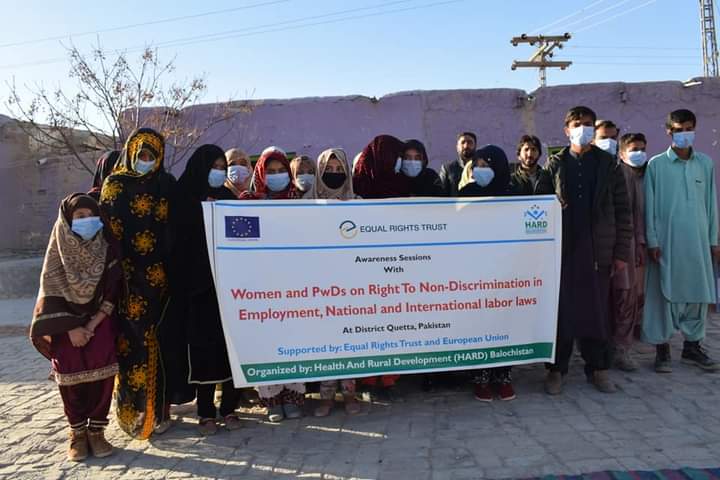 EUROPEAN UNION
EQUAL RIGHTS TRUST
HARD
Awareness Sessions
With
Women and PwDs on Right To Non-Discrimination in
Employment, National and International labor laws
At District Quetta, Pakistan
Supported by: Equal Rights Trust and European Union
Organized by: Health And Rural Development (HARD) Balochistan